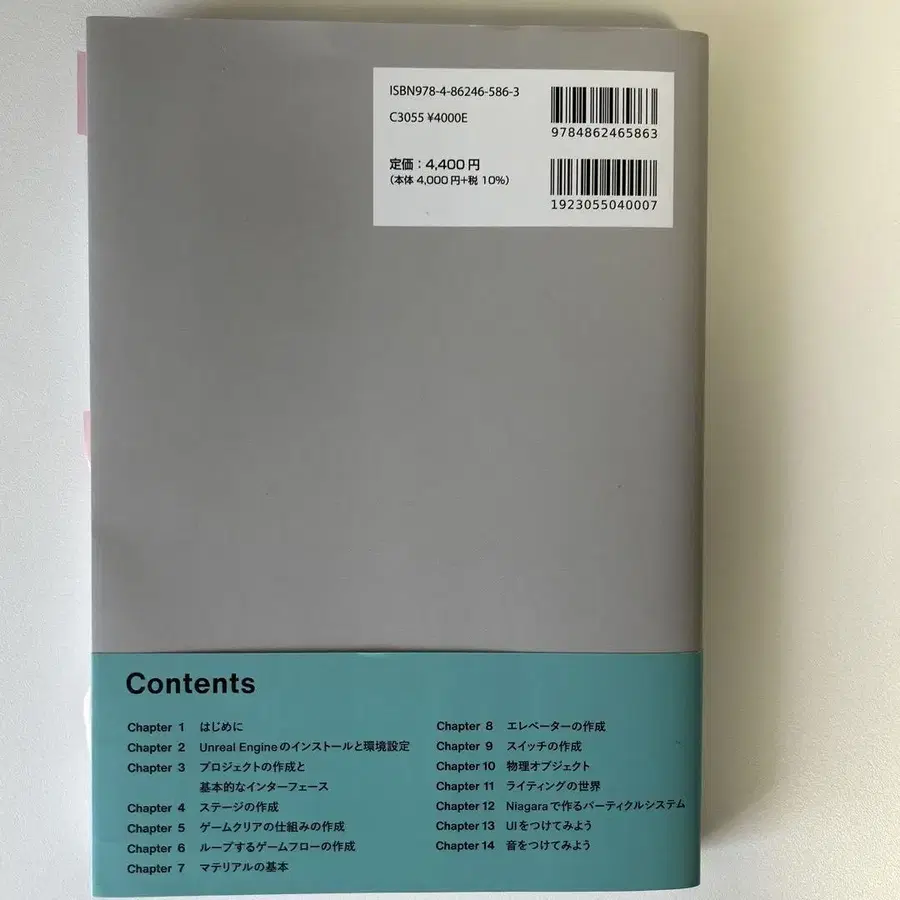 ISBN978-4-86246-586-3
C3055 ¥4000E
定価：4,400円
（本体 4,000円+税 10%）
9784862465863
1923055040007
Contents
Chapter 1 はじめに
Chapter 2 Unreal Engineのインストールと環境設定
Chapter 3 プロジェクトの作成と
基本的なインターフェース
Chapter 4 ステージの作成
Chapter 5 ゲームクリアの仕組みの作成
Chapter 6 ループするゲームフローの作成
Chapter 7 マテリアルの基本
Chapter 8 エレベーターの作成
Chapter 9 スイッチの作成
Chapter 10 物理オブジェクト
Chapter 11 ライティングの世界
Chapter 12 Niagaraで作るパーティクルシステム
Chapter 13 UIをつけてみよう
Chapter 14 音をつけてみよう